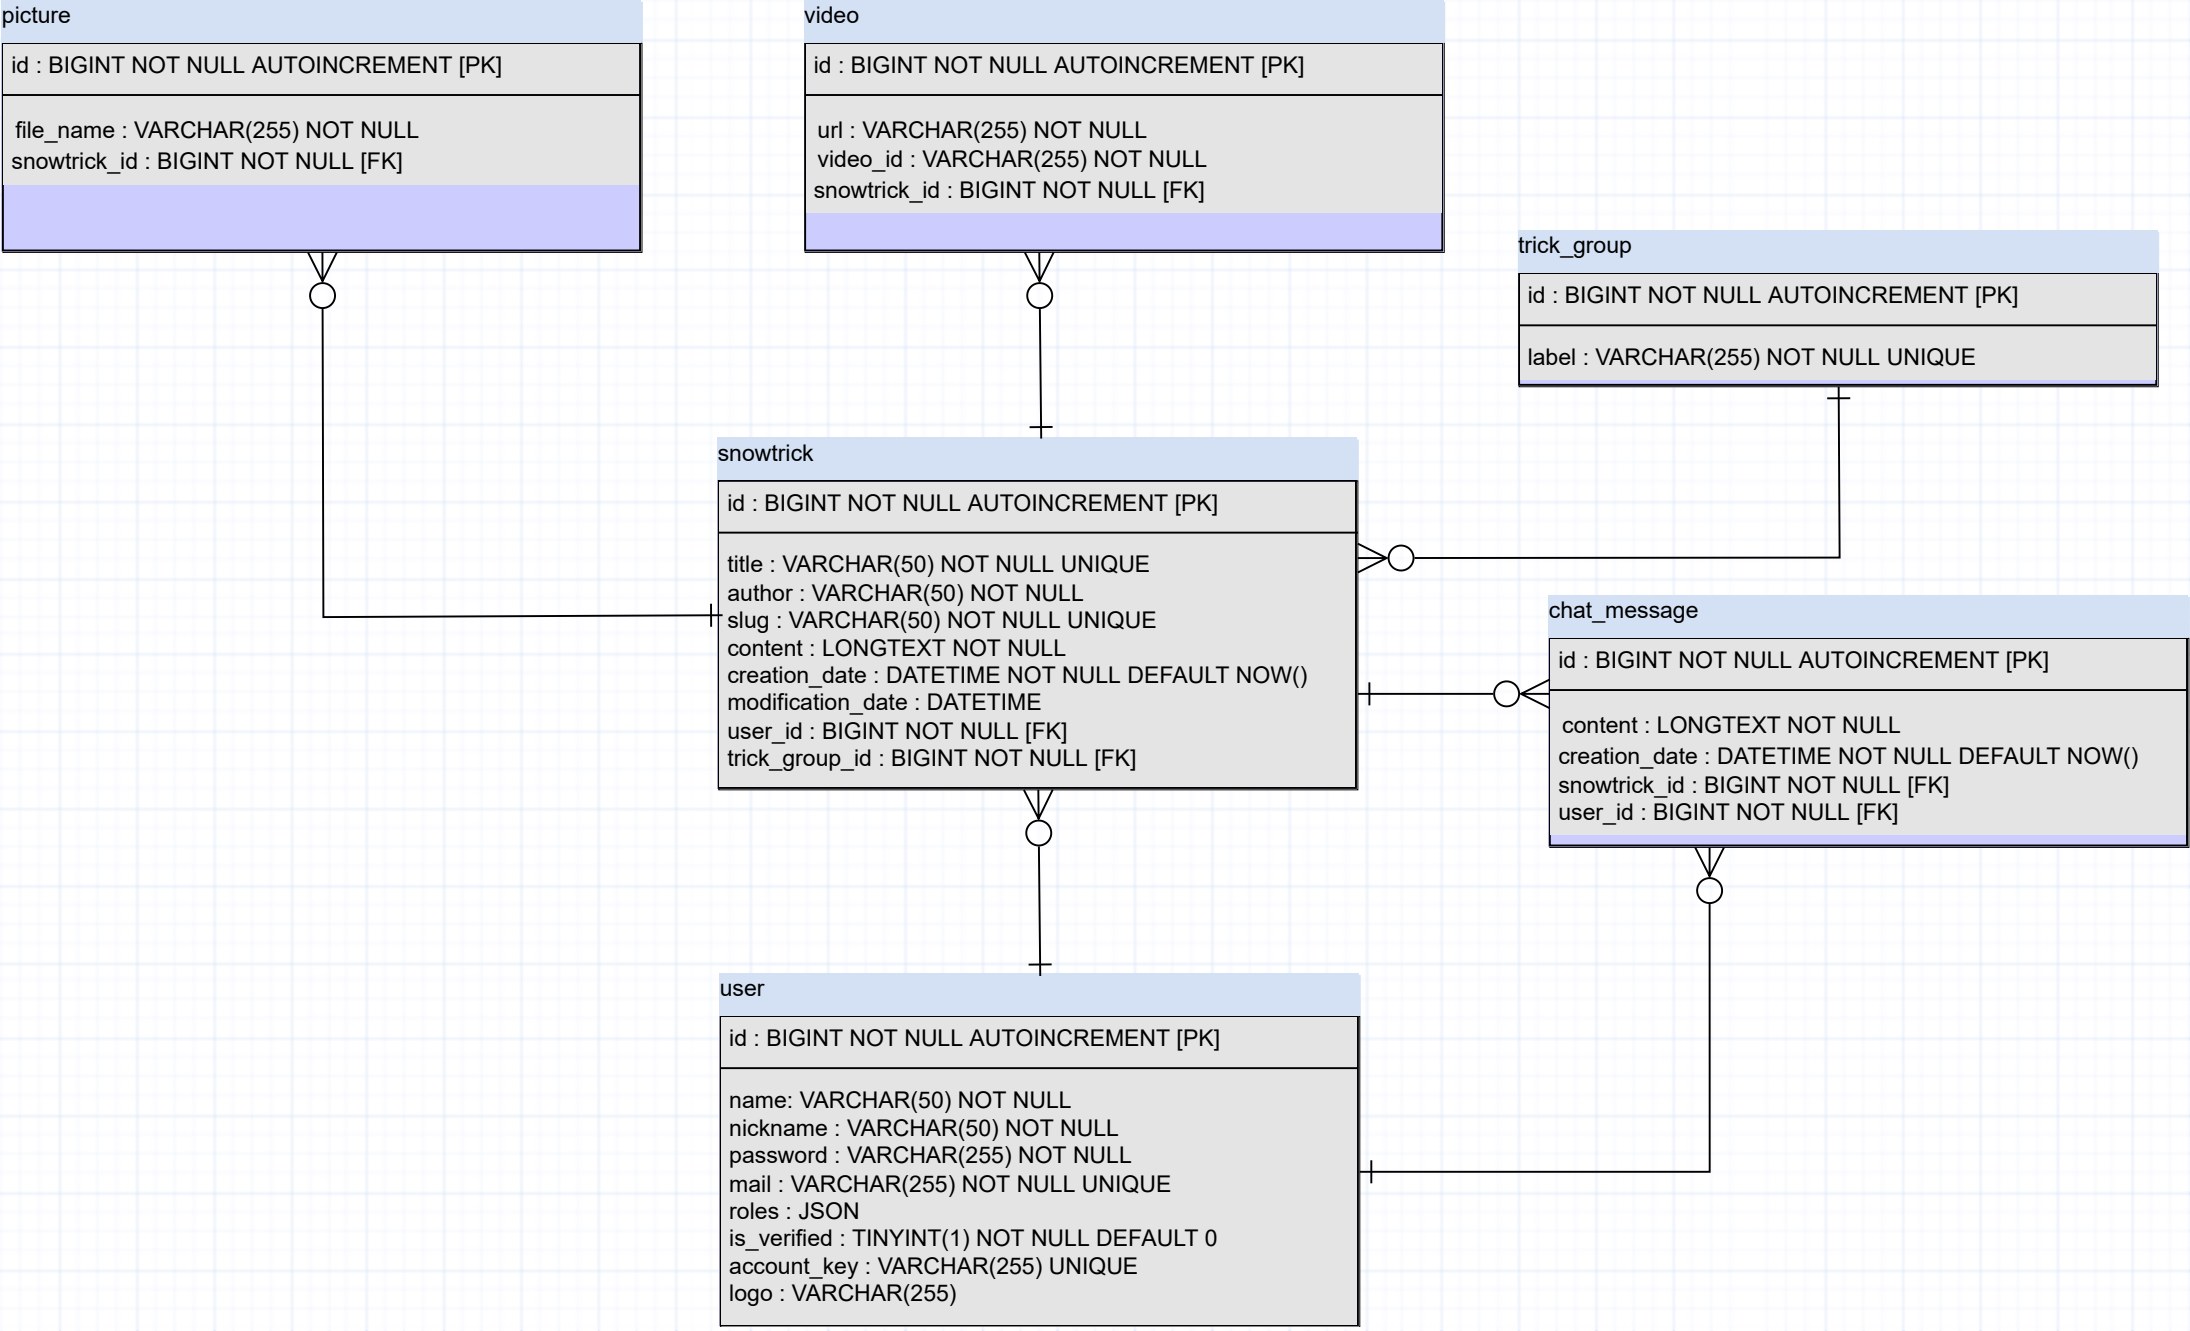 picture
id : BIGINT NOT NULL AUTOINCREMENT [PK]
file_name : VARCHAR(255) NOT NULL
snowtrick_id : BIGINT NOT NULL [FK]
video
id : BIGINT NOT NULL AUTOINCREMENT [PK]
url : VARCHAR(255) NOT NULL
video_id : VARCHAR(255) NOT NULL
snowtrick_id : BIGINT NOT NULL [FK]
trick_group
id : BIGINT NOT NULL AUTOINCREMENT [PK]
label : VARCHAR(255) NOT NULL UNIQUE
snowtrick
id : BIGINT NOT NULL AUTOINCREMENT [PK]
title : VARCHAR(50) NOT NULL UNIQUE
author : VARCHAR(50) NOT NULL
slug : VARCHAR(50) NOT NULL UNIQUE
content : LONGTEXT NOT NULL
creation_date : DATETIME NOT NULL DEFAULT NOW()
modification_date : DATETIME
user_id : BIGINT NOT NULL [FK]
trick_group_id : BIGINT NOT NULL [FK]
chat_message
id : BIGINT NOT NULL AUTOINCREMENT [PK]
content : LONGTEXT NOT NULL
creation_date : DATETIME NOT NULL DEFAULT NOW()
snowtrick_id : BIGINT NOT NULL [FK]
user_id : BIGINT NOT NULL [FK]
user
id : BIGINT NOT NULL AUTOINCREMENT [PK]
name: VARCHAR(50) NOT NULL
nickname : VARCHAR(50) NOT NULL
password : VARCHAR(255) NOT NULL
mail : VARCHAR(255) NOT NULL UNIQUE
roles : JSON
is_verified : TINYINT(1) NOT NULL DEFAULT 0
account_key : VARCHAR(255) UNIQUE
logo : VARCHAR(255)